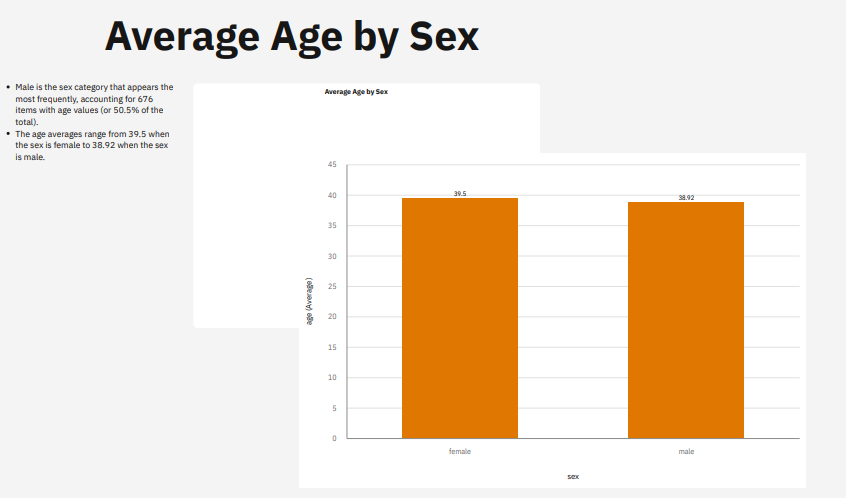 Average Age by Sex
• Male is the sex category that appears the
most frequently, accounting for 676
items with age values (or 50.5% of the
total).
• The age averages range from 39.5 when
the sex is female to 38.92 when the sex
is male.
Average Age by Sex
45
40
35
30
25
20
15
10
5
0
age (Average)
39.5
38.92
female
male
sex